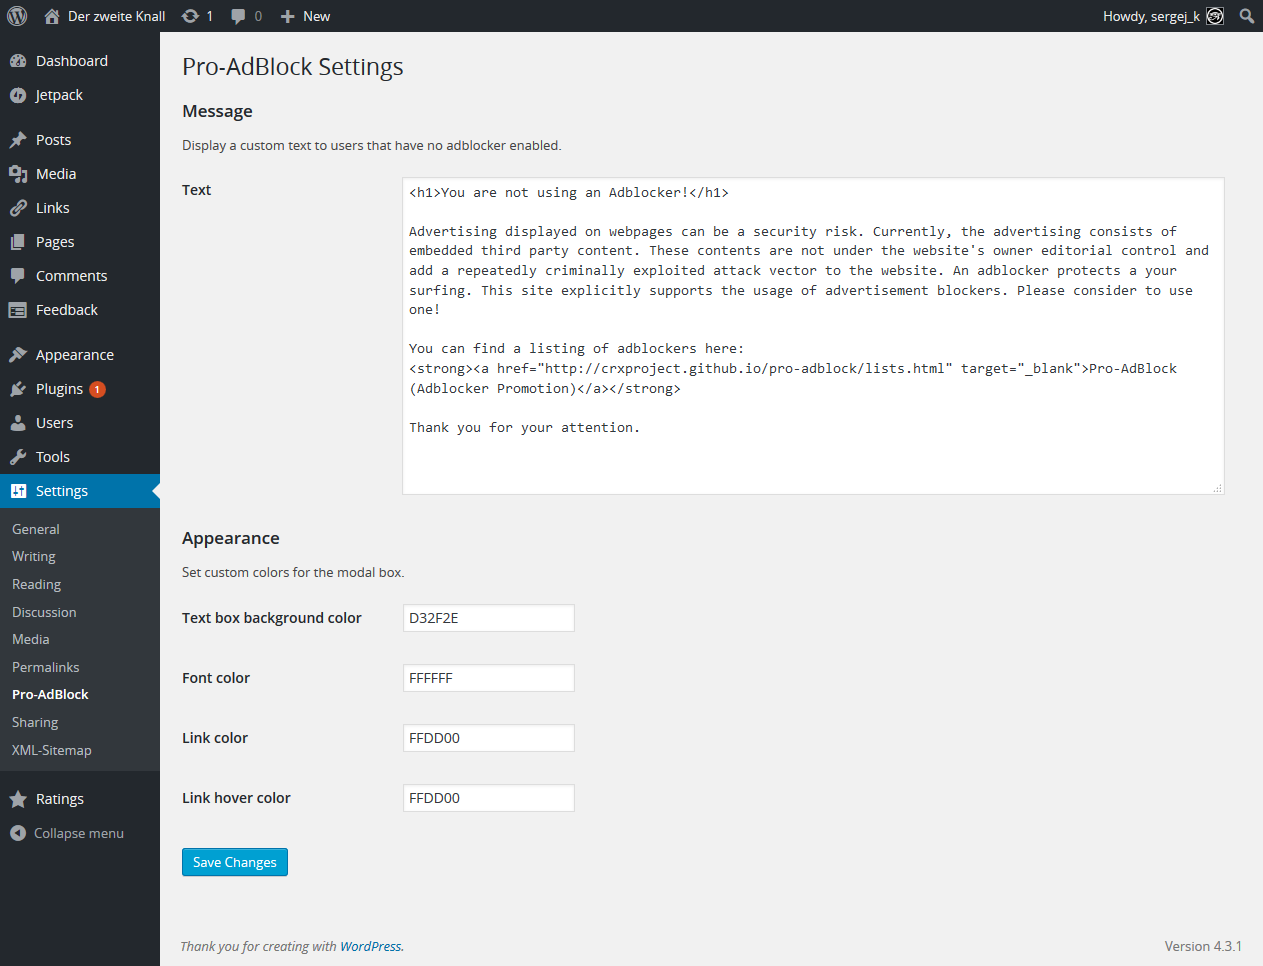 Der zweite Knall 1 0 New Howdy, sergej_k
Dashboard
Jetpack
Posts
Media
Links
Pages
Comments
Feedback
Appearance
Plugins 1
Users
Tools
Settings
General
Writing
Reading
Discussion
Media
Permalinks
Pro-AdBlock
Sharing
XML-Sitemap
Ratings
Collapse menu
Pro-AdBlock Settings
Message
Display a custom text to users that have no adblocker enabled.
Text
<h1>You are not using an Adblocker!</h1>
Advertising displayed on webpages can be a security risk. Currently, the advertising consists of
embedded third party content. These contents are not under the website's owner editorial control and
add a repeatedly criminally exploited attack vector to the website. An adblocker protects a your
surfing. This site explicitly supports the usage of advertisement blockers. Please consider to use
one!
You can find a listing of adblockers here:
<strong><a href="http://crxproject.github.io/pro-adblock/lists.html" target="_blank">Pro-AdBlock
(Adblocker Promotion)</a></strong>
Thank you for your attention.
Appearance
Set custom colors for the modal box.
Text box background color D32F2E
Font color FFFFFF
Link color FFDD00
Link hover color FFDD00
Save Changes
Thank you for creating with WordPress. Version 4.3.1